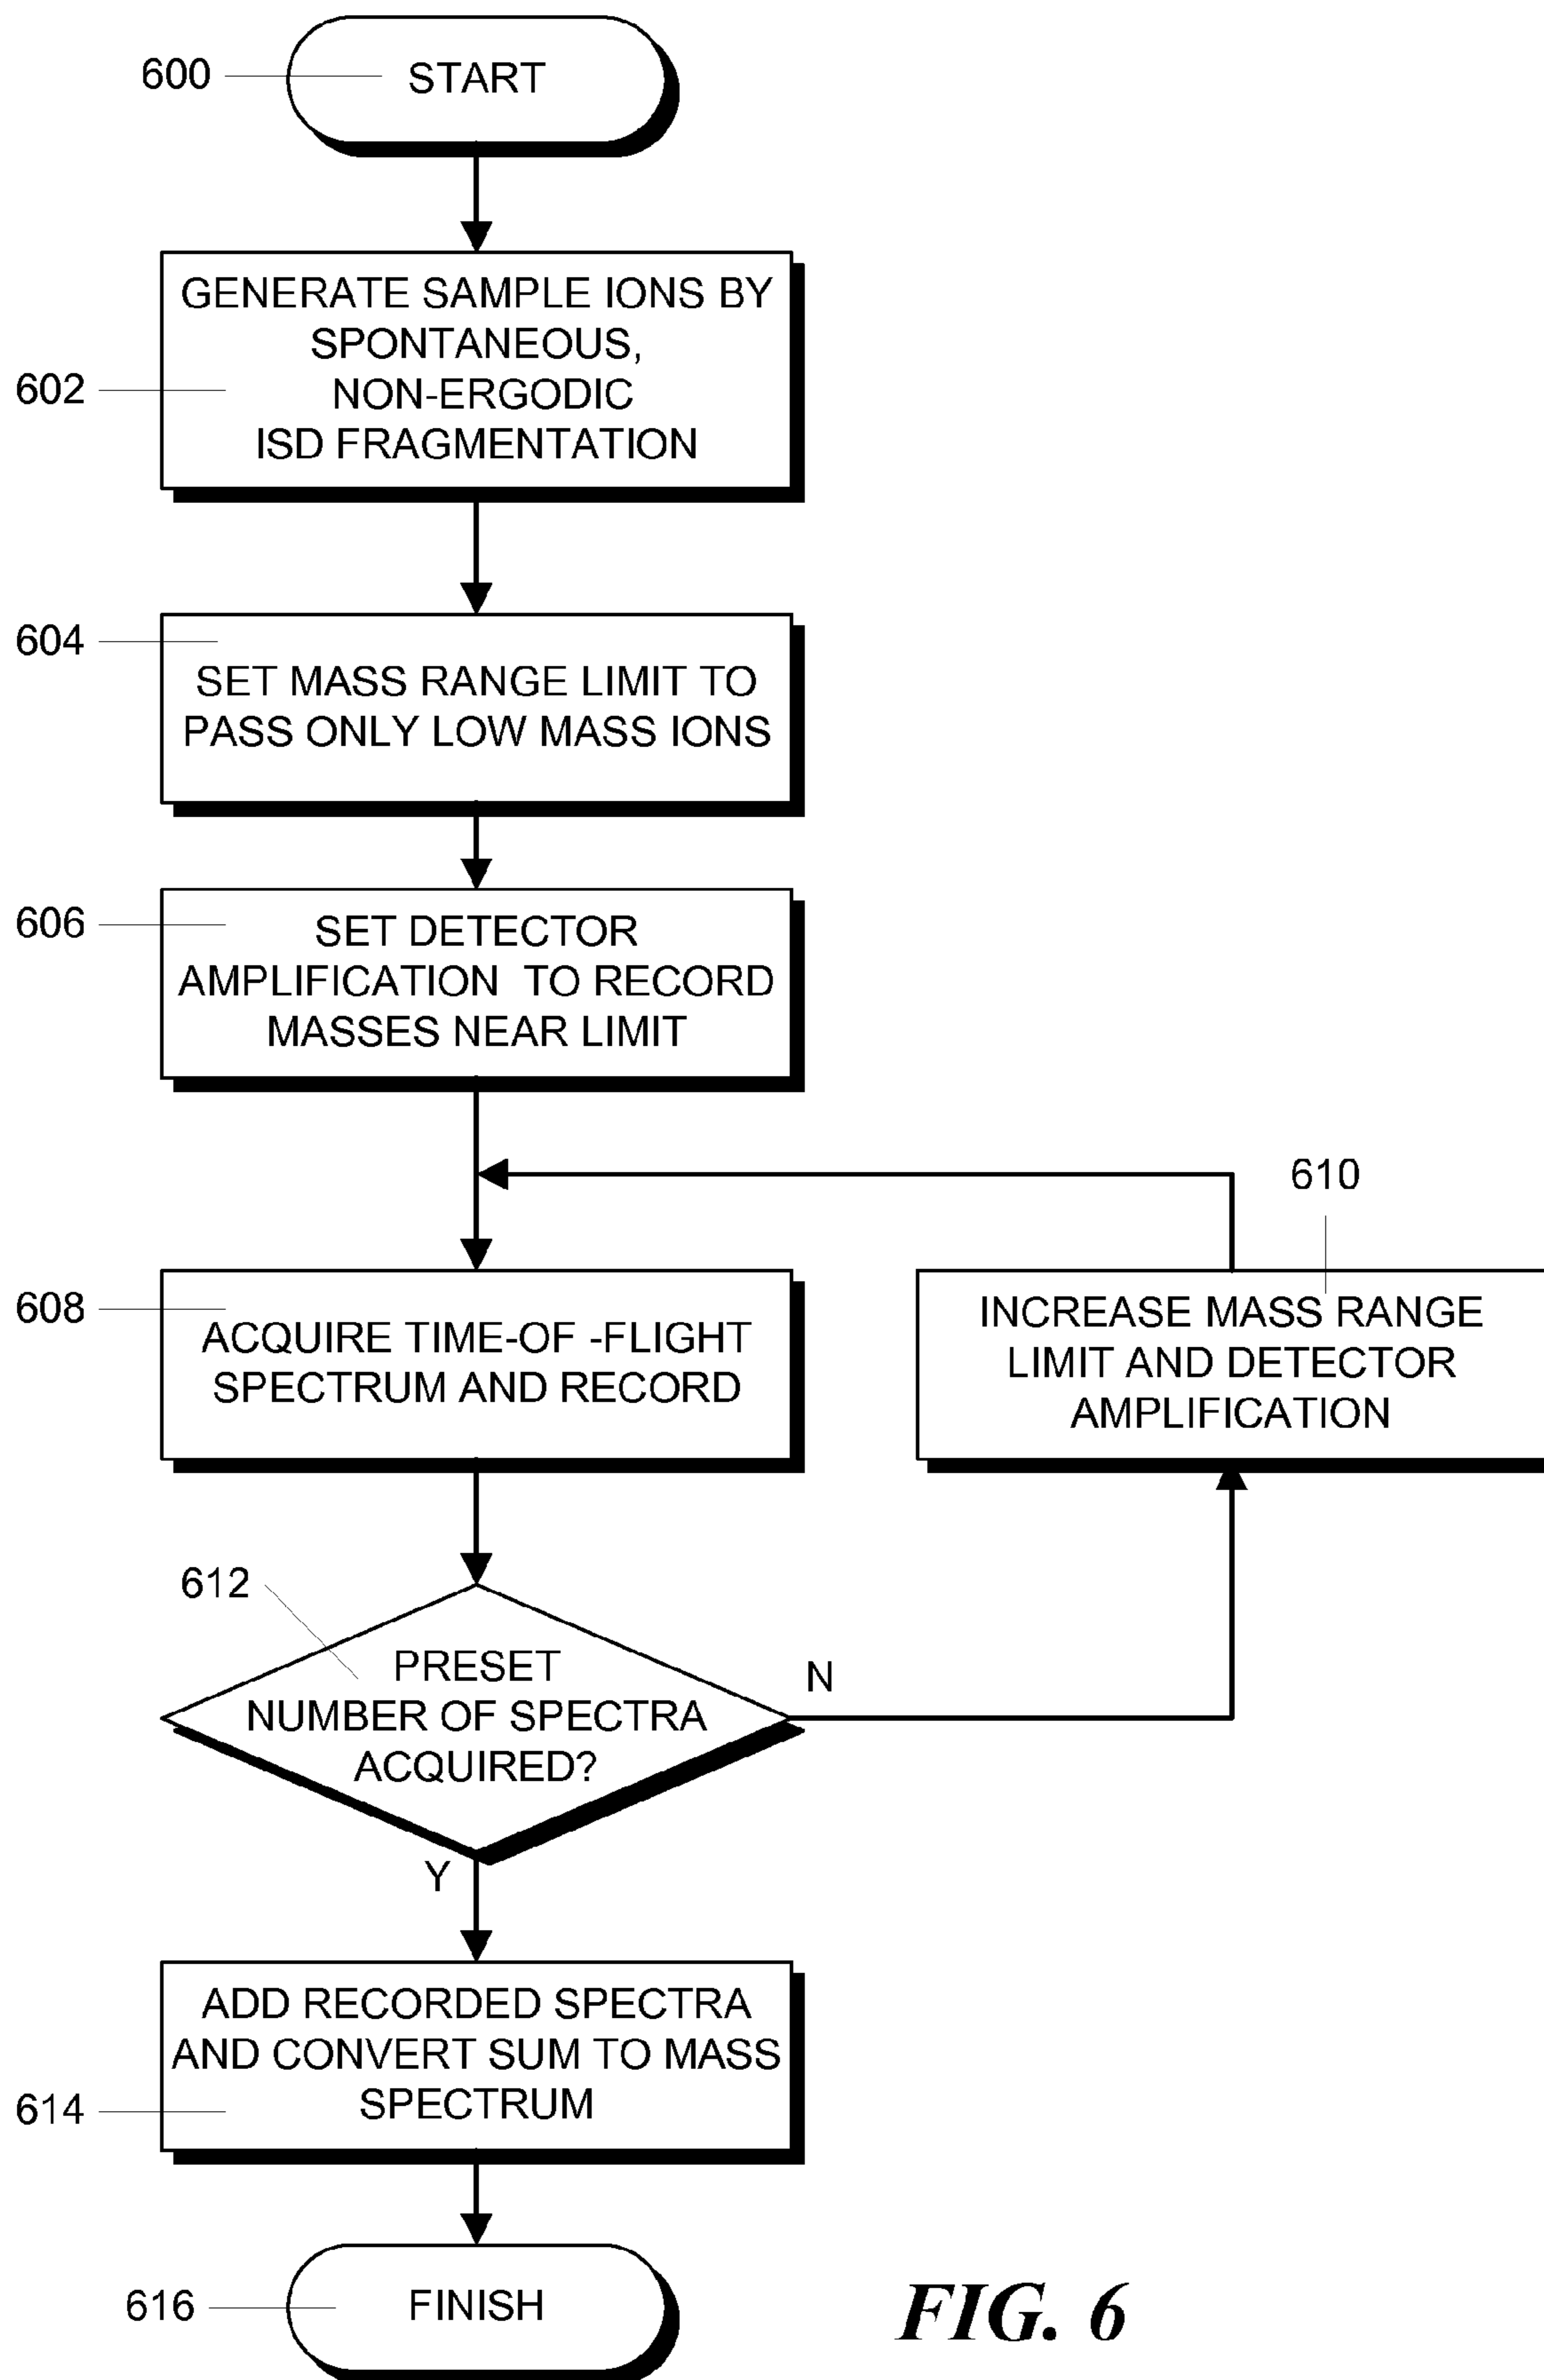 600
START
602
GENERATE SAMPLE IONS BY
SPONTANEOUS,
NON-ERGODIC
ISD FRAGMENTATION
604
SET MASS RANGE LIMIT TO
PASS ONLY LOW MASS IONS
606
SET DETECTOR
AMPLIFICATION TO RECORD
MASSES NEAR LIMIT
610
608
ACQUIRE TIME-OF -FLIGHT
SPECTRUM AND RECORD
INCREASE MASS RANGE
LIMIT AND DETECTOR
AMPLIFICATION
612
PRESET
NUMBER OF SPECTRA
ACQUIRED?
N
Y
614
ADD RECORDED SPECTRA
AND CONVERT SUM TO MASS
SPECTRUM
616
FINISH
FIG. 6